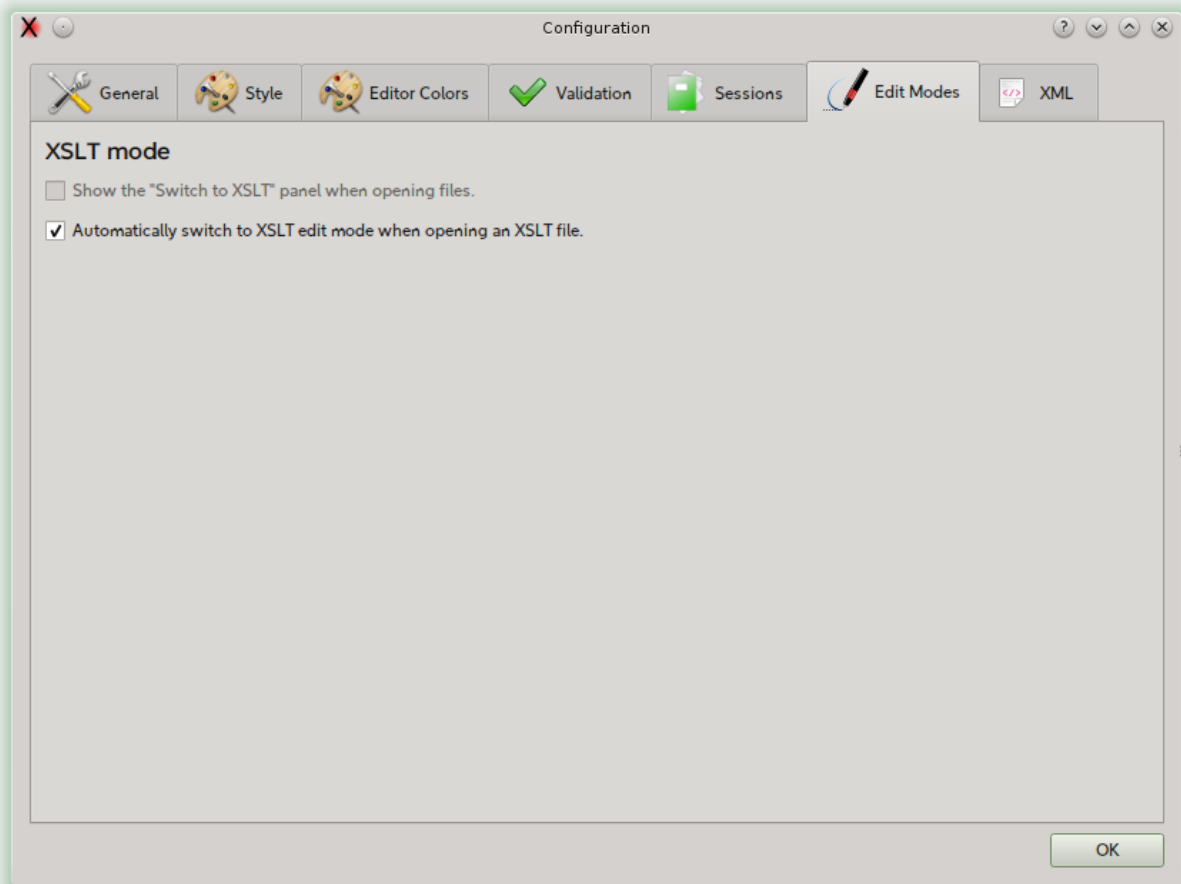 Configuration
General
Style
Editor Colors
Validation
Sessions
Edit Modes
XML
XSLT mode
Show the "Switch to XSLT" panel when opening files.
Automatically switch to XSLT edit mode when opening an XSLT file.
OK